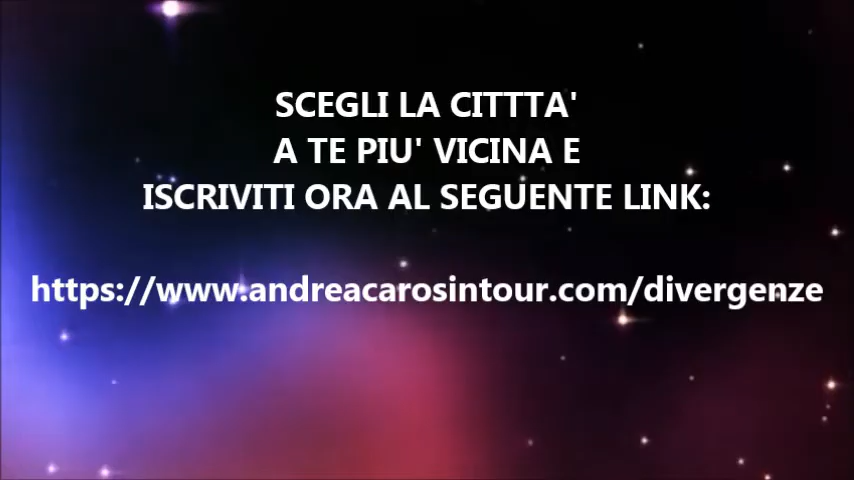 SCEGLI LA CITTTA'
A TE PIU' VICINA E
ISCRIVITI ORA AL SEGUENTE LINK:
https://www.andreacarosintour.com/divergenze